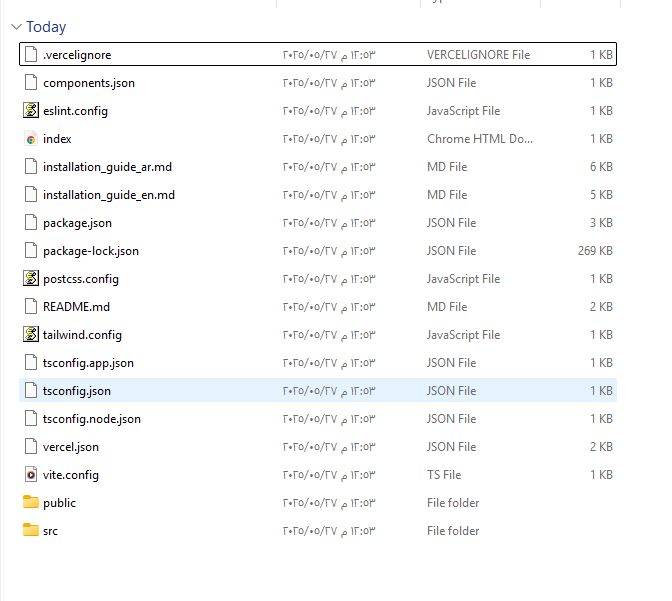 Today
.vercelignore ٢٠٢٥/٠٥/٢٧ ١٢:٥٣ م VERCELIGNORE File 1 KB
components.json ٢٠٢٥/٠٥/٢٧ ١٢:٥٣ م JSON File 1 KB
eslint.config ٢٠٢٥/٠٥/٢٧ ١٢:٥٣ م JavaScript File 1 KB
index ٢٠٢٥/٠٥/٢٧ ١٢:٥٣ م Chrome HTML Do... 1 KB
installation_guide_ar.md ٢٠٢٥/٠٥/٢٧ ١٢:٥٣ م MD File 6 KB
installation_guide_en.md ٢٠٢٥/٠٥/٢٧ ١٢:٥٣ م MD File 5 KB
package.json ٢٠٢٥/٠٥/٢٧ ١٢:٥٣ م JSON File 3 KB
package-lock.json ٢٠٢٥/٠٥/٢٧ ١٢:٥٣ م JSON File 269 KB
postcss.config ٢٠٢٥/٠٥/٢٧ ١٢:٥٣ م JavaScript File 1 KB
README.md ٢٠٢٥/٠٥/٢٧ ١٢:٥٣ م MD File 2 KB
tailwind.config ٢٠٢٥/٠٥/٢٧ ١٢:٥٣ م JavaScript File 1 KB
tsconfig.app.json ٢٠٢٥/٠٥/٢٧ ١٢:٥٣ م JSON File 1 KB
tsconfig.json ٢٠٢٥/٠٥/٢٧ ١٢:٥٣ م JSON File 1 KB
tsconfig.node.json ٢٠٢٥/٠٥/٢٧ ١٢:٥٣ م JSON File 1 KB
vercel.json ٢٠٢٥/٠٥/٢٧ ١٢:٥٣ م JSON File 2 KB
vite.config ٢٠٢٥/٠٥/٢٧ ١٢:٥٣ م TS File 1 KB
public ٢٠٢٥/٠٥/٢٧ ١٢:٥٣ م File folder
src ٢٠٢٥/٠٥/٢٧ ١٢:٥٣ م File folder